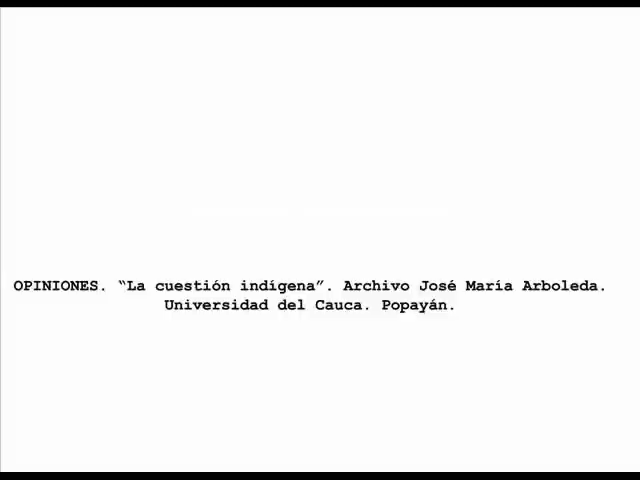 OPINIONES. “La cuestión indígena”. Archivo José María Arboleda.
Universidad del Cauca. Popayán.